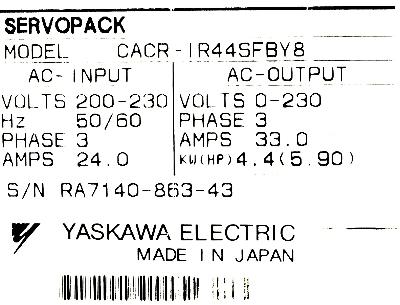 SERVOPACK
MODEL CACR-IR44SFBY8
AC-INPUT AC-OUTPUT
VOLTS 200-230 VOLTS 0-230
Hz 50/60 PHASE 3
PHASE 3 AMPS 33.0
AMPS 24.0 KW(HP) 4.4(5.90)
S/N RA7140-863-43
YASKAWA ELECTRIC
MADE IN JAPAN